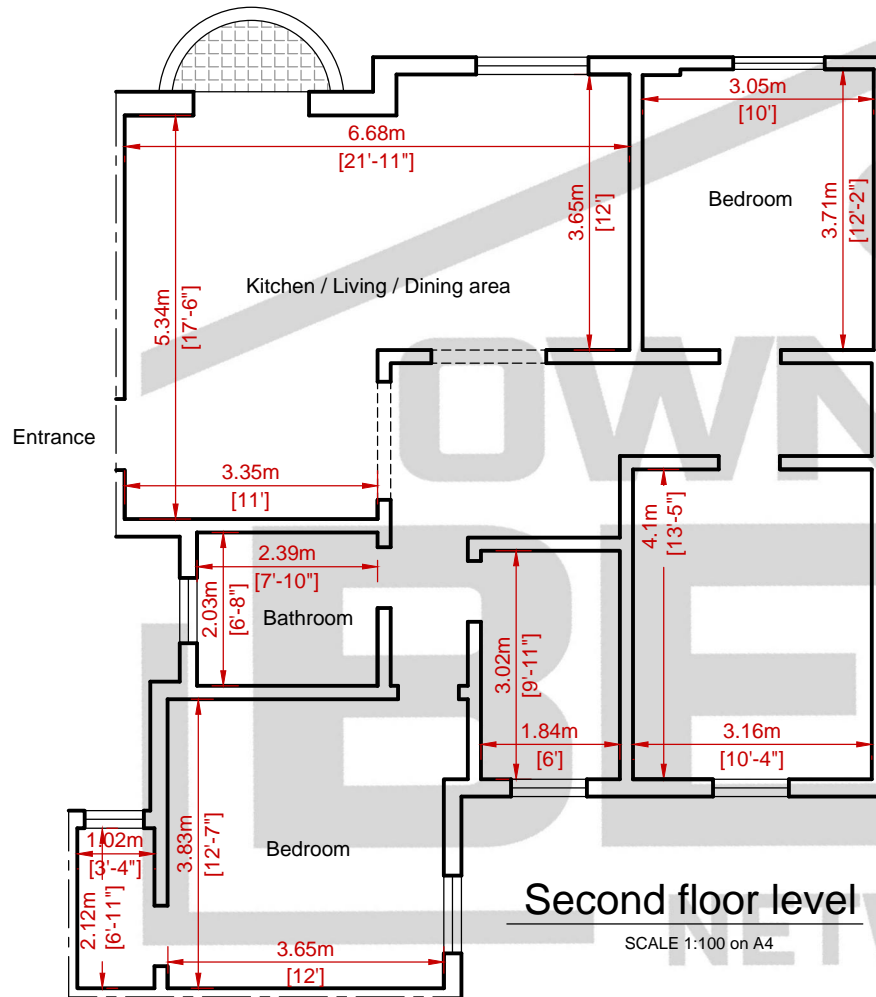 3.05m
[10']
6.68m
[21'-11"]
3.65m
[12']
Bedroom
3.71m
[12'-2"]
Kitchen / Living / Dining area
5.34m
[17'-6"]
OWN
Entrance
3.35m
[11']
4.1m
[13'-5"]
2.39m
[7'-10"]
2.03m
[6'-8"]
Bathroom
BE
3.02m
[9'-11"]
1.84m
[6']
3.16m
[10'-4"]
1.02m
[3'-4"]
3.83m
[12'-7"]
Bedroom
2.12m
[6'-11"]
Second floor level
SCALE 1:100 on A4
NETW
3.65m
[12']